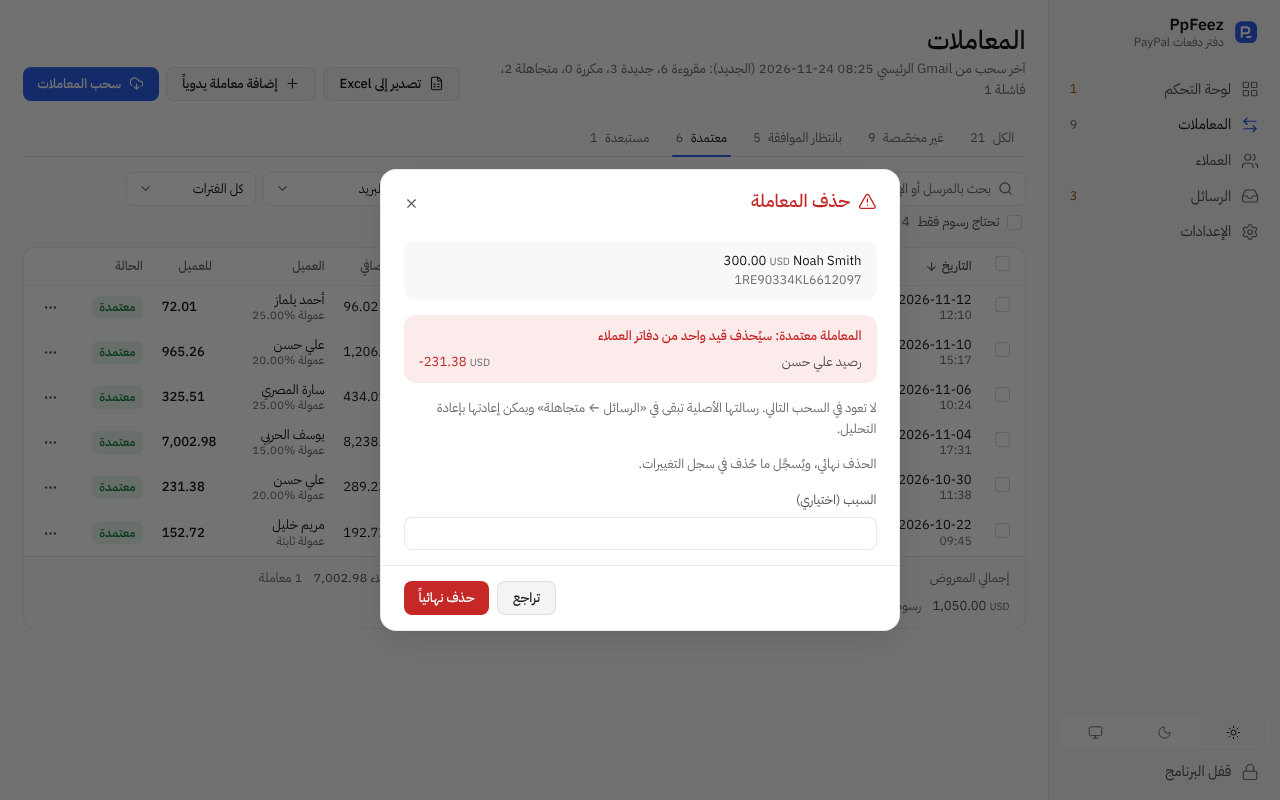 PpFeez
دفتر دفعات PayPal
لوحة التحكم 1
المعاملات 9
العملاء
الرسائل 3
الإعدادات
قفل البرنامج
المعاملات
آخر سحب من Gmail الرئيسي 08:25 24-11-2026 (الجديد): مقروءة 6، جديدة 3، مكررة 0، متجاهلة 2،
فاشلة 1
تصدير إلى Excel
إضافة معاملة يدوياً
سحب المعاملات
الكل 21
غير مخصّصة 9
بانتظار الموافقة 5
معتمدة 6
مستبعدة 1
بحث بالمرسل أو
كل الفترات
تحتاج رسوم فقط 4
التاريخ
العميل
للعميل
الحالة
2026-11-12
12:10
96.02
أحمد يلماز
عمولة %25.00
72.01
معتمدة
2026-11-10
15:17
1,206.
علي حسن
عمولة %20.00
965.26
معتمدة
2026-11-06
10:24
سارة المصري
عمولة %25.00
325.51
معتمدة
2026-11-04
17:31
8,238.
يوسف الحربي
عمولة %15.00
7,002.98
معتمدة
2026-10-30
11:38
علي حسن
عمولة %20.00
231.38
معتمدة
2026-10-22
09:45
مريم خليل
عمولة ثابتة
152.72
معتمدة
إجمالي المعروض
7,002.98 1 معاملة
1,050.00 USD
حذف المعاملة
300.00 USD Noah Smith
1RE90334KL6612097
المعاملة معتمدة: سيُحذف قيد واحد من دفاتر العملاء
رصيد علي حسن -231.38 USD
لا تعود في السحب التالي. رسالتها الأصلية تبقى في «الرسائل ← متجاهلة» ويمكن إعادتها بإعادة
التحليل.
الحذف نهائي، ويُسجَّل ما حُذف في سجل التغييرات.
السبب (اختياري)
تراجع
حذف نهائياً